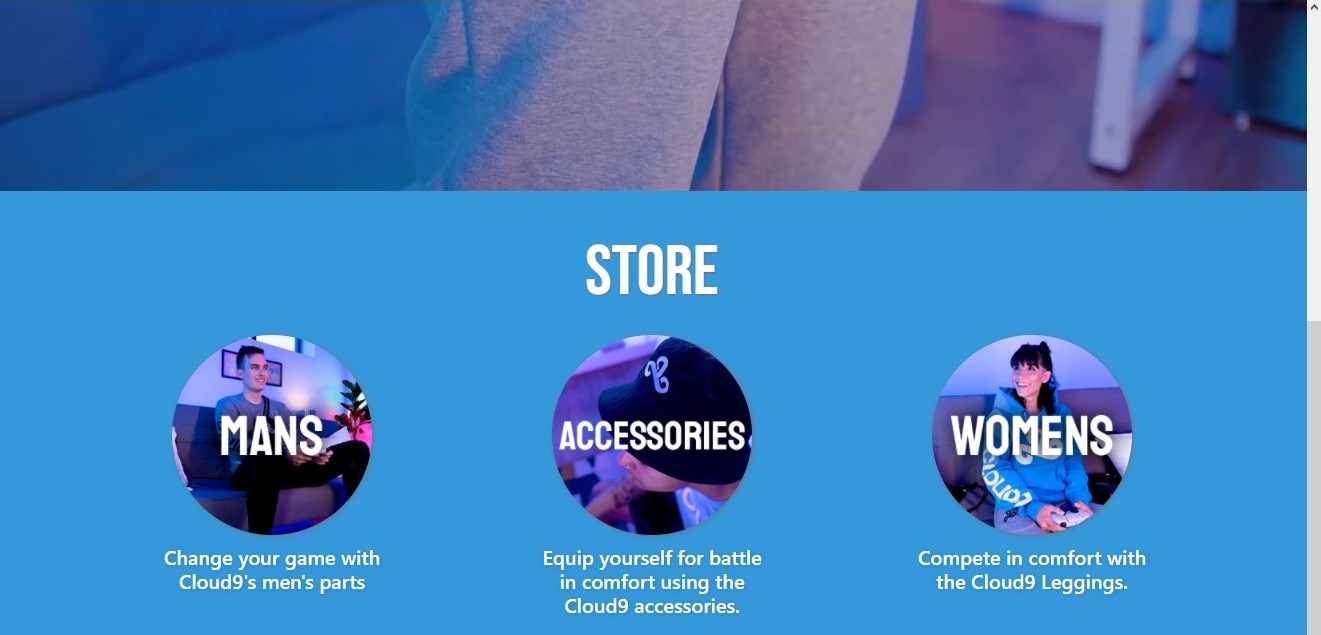 STORE
MANS
ACCESSORIES
WOMENS
CLOUD9
Change your game with
Cloud9's men's parts
Equip yourself for battle
in comfort using the
Cloud9 accessories.
Compete in comfort with
the Cloud9 Leggings.